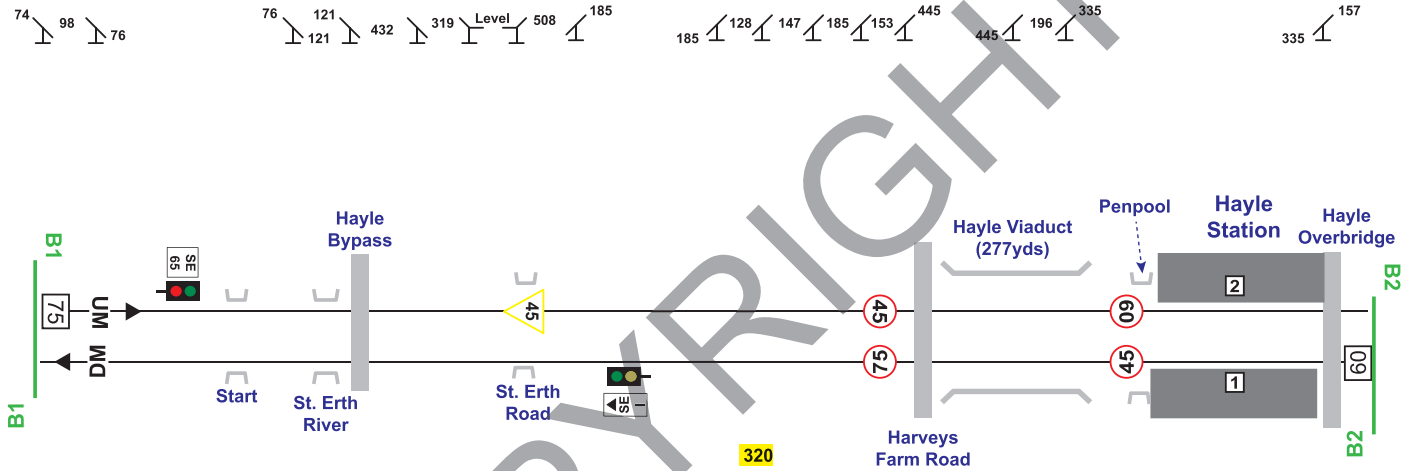 74 98 76 76 121 121 432 319 Level 508 185 185 128 147 185 153 445 445 196 335 335 157
B1
Hayle
Bypass
SE
65
Hayle Viaduct
(277yds)
Penpool
Hayle
Station
Hayle
Overbridge
B2
75
UM
45
45
60
2
DM
75
45
1
60
Start
St. Erth
River
St. Erth
Road
SE
1
B1
320
Harveys
Farm Road
B2
PYRIGHT